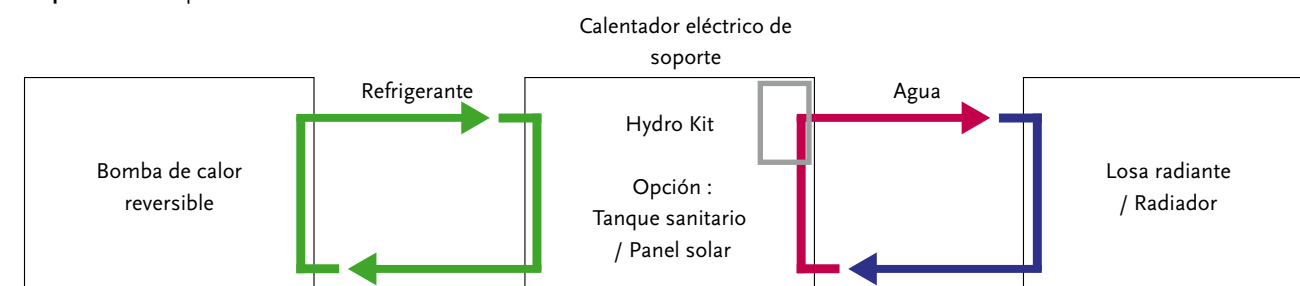 Calentador eléctrico de
soporte
Refrigerante
Agua
Hydro Kit
Bomba de calor
reversible
Opción :
Tanque sanitario
/ Panel solar
Losa radiante
/ Radiador